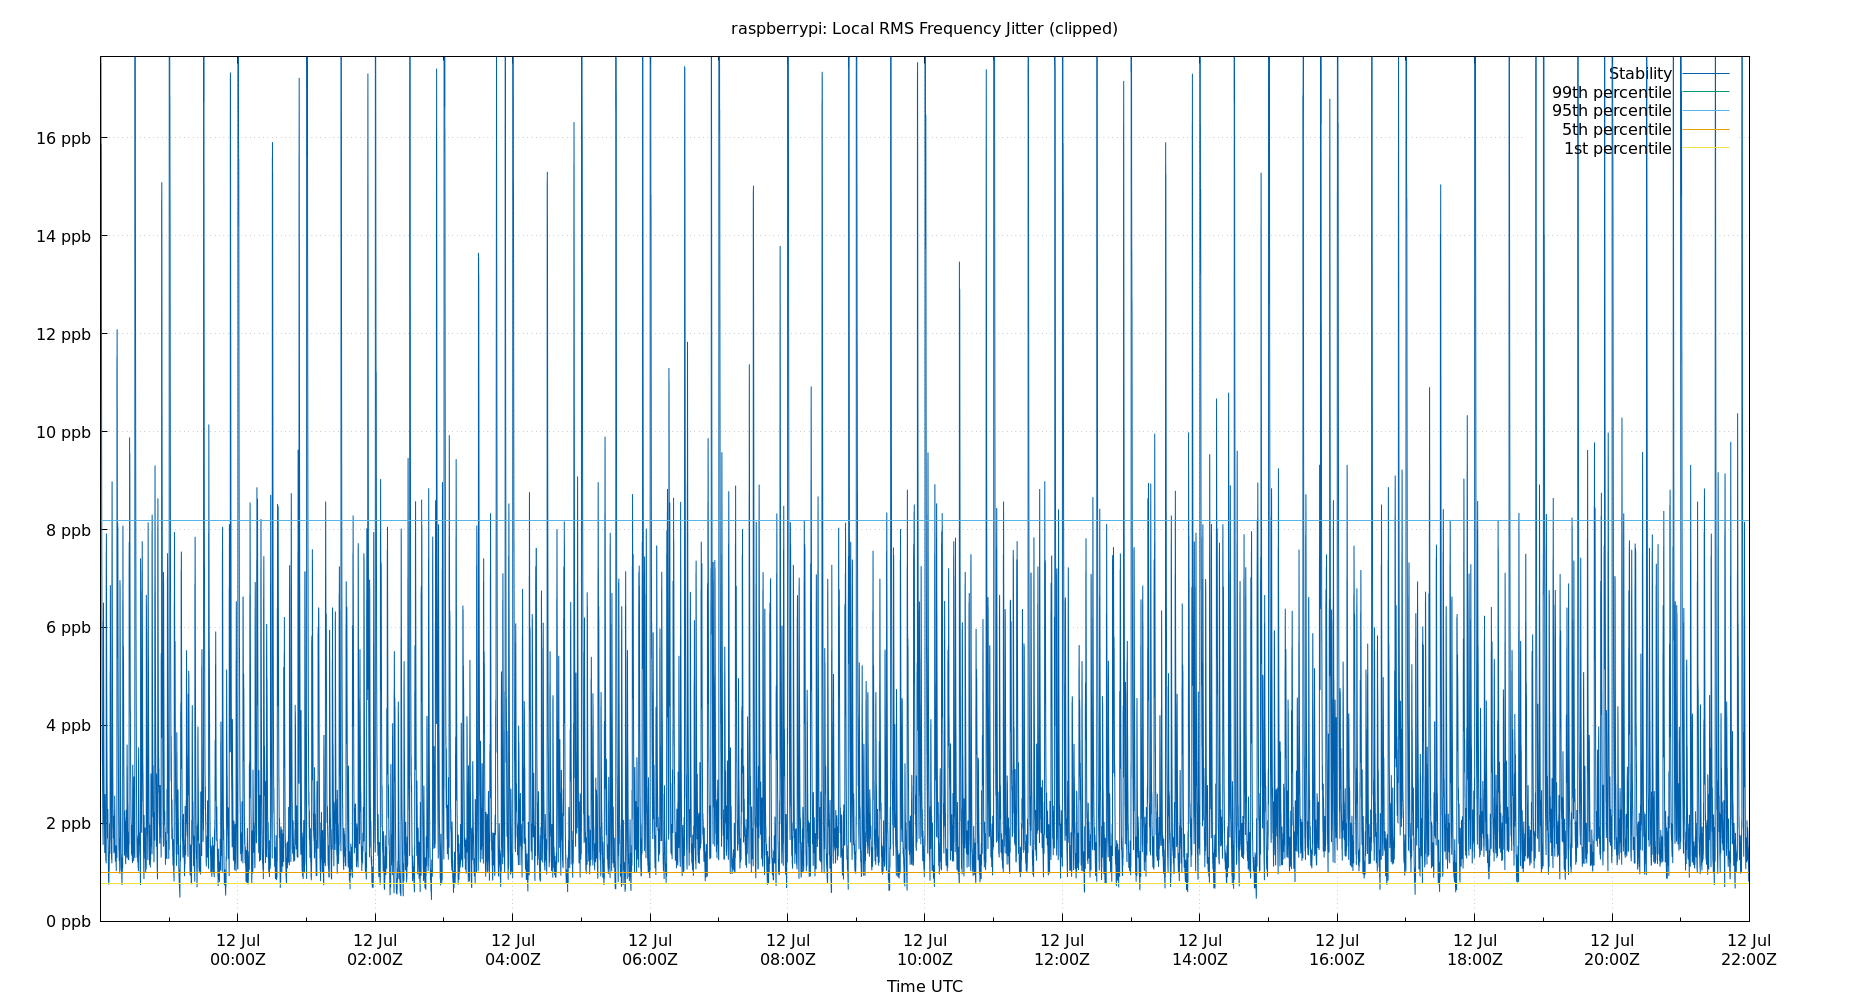 raspberrypi: Local RMS Frequency Jitter (clipped)
Stability
99th percentile
95th percentile
5th percentile
1st percentile
16 ppb
14 ppb
12 ppb
10 ppb
8 ppb
6 ppb
4 ppb
2 ppb
0 ppb
12 Jul 12 Jul 12 Jul 12 Jul 12 Jul 12 Jul 12 Jul 12 Jul 12 Jul 12 Jul 12 Jul 12 Jul
00:00Z 02:00Z 04:00Z 06:00Z 08:00Z 10:00Z 12:00Z 14:00Z 16:00Z 18:00Z 20:00Z 22:00Z
Time UTC